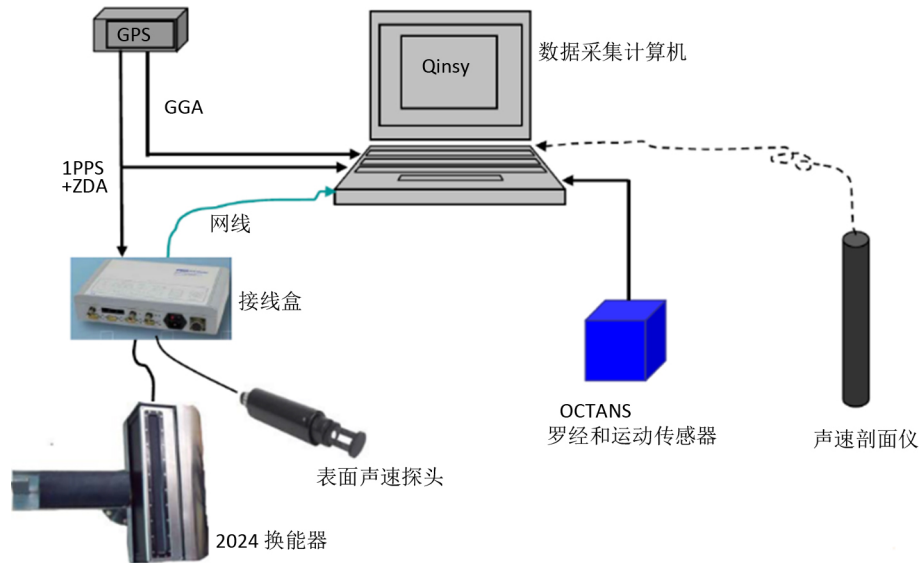 GPS
Qinsy
数据采集计算机
GGA
1PPS
+ZDA
网线
接线盒
OCTANS
罗经和运动传感器
声速剖面仪
表面声速探头
2024 换能器